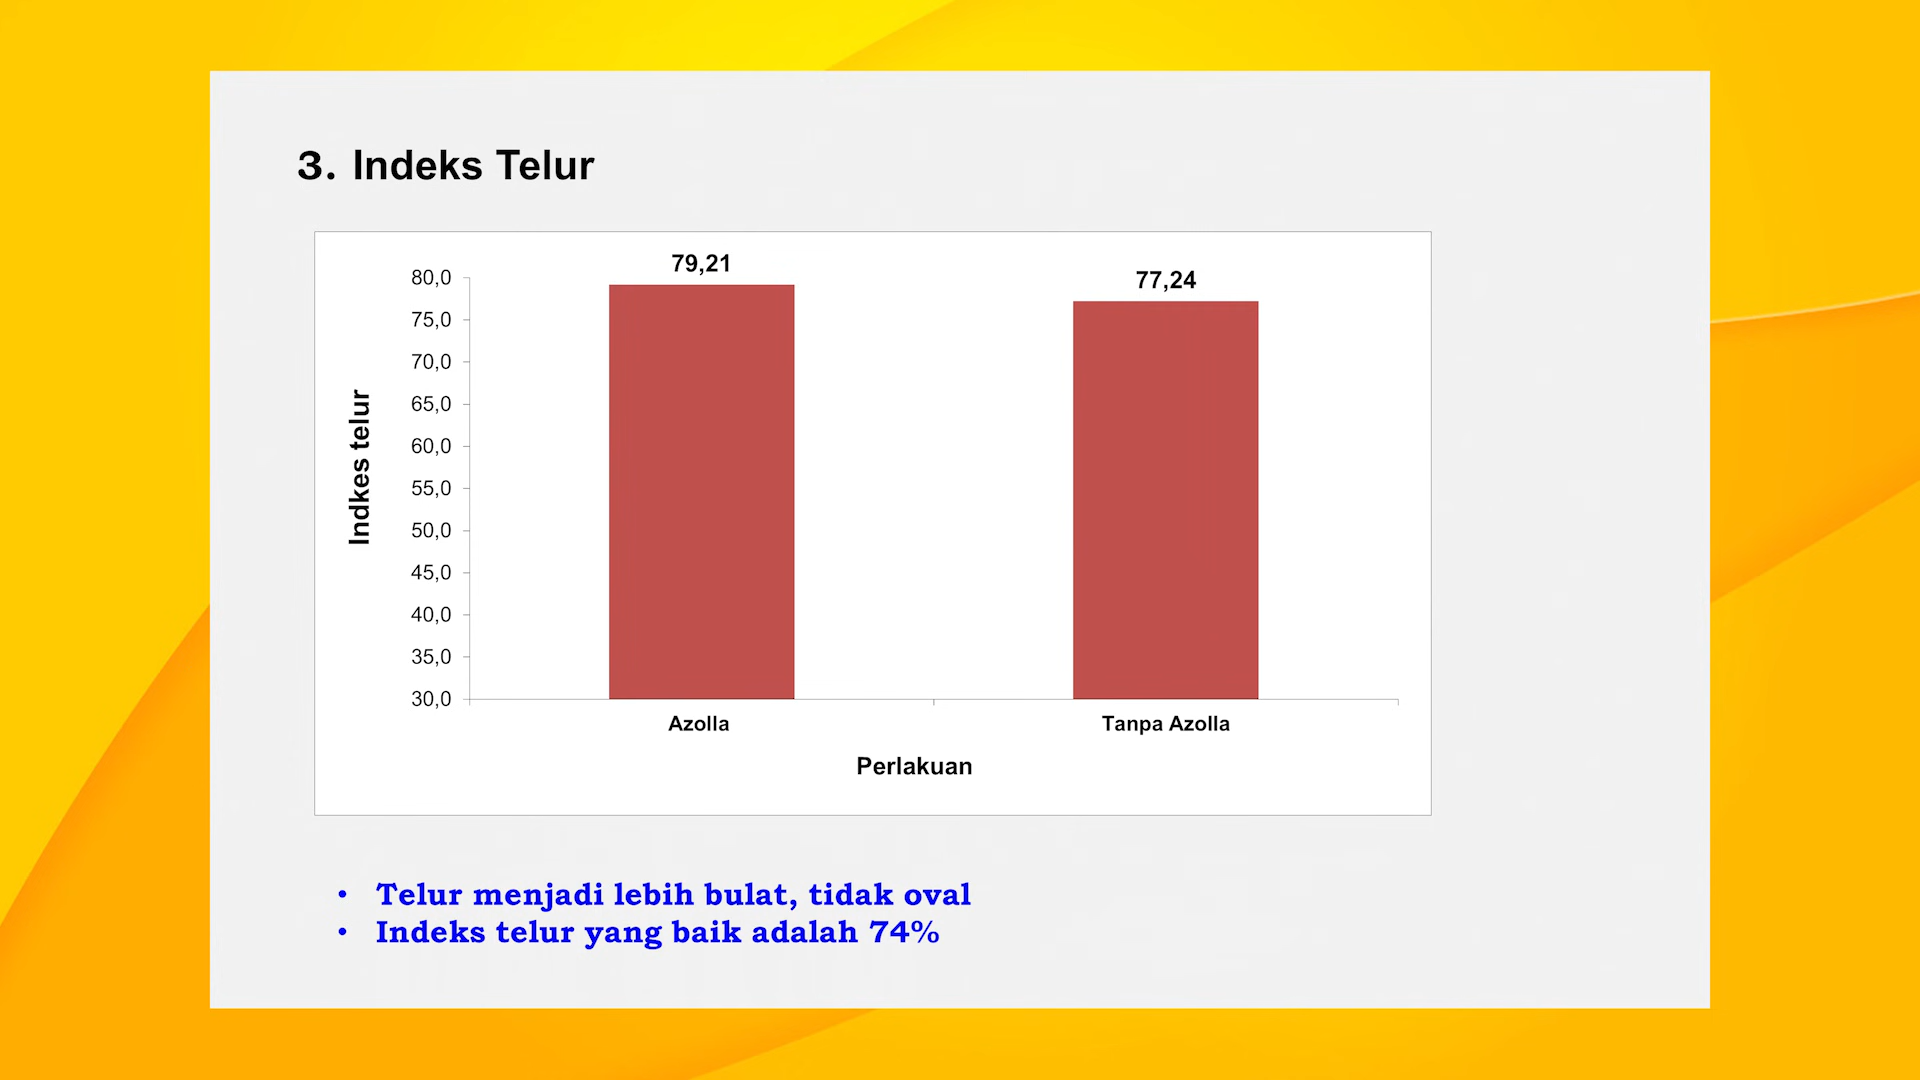 3. Indeks Telur
79,21
77,24
80,0
75,0
70,0
65,0
60,0
55,0
50,0
45,0
40,0
35,0
30,0
Indkes telur
Azolla
Tanpa Azolla
Perlakuan
• Telur menjadi lebih bulat, tidak oval
• Indeks telur yang baik adalah 74%